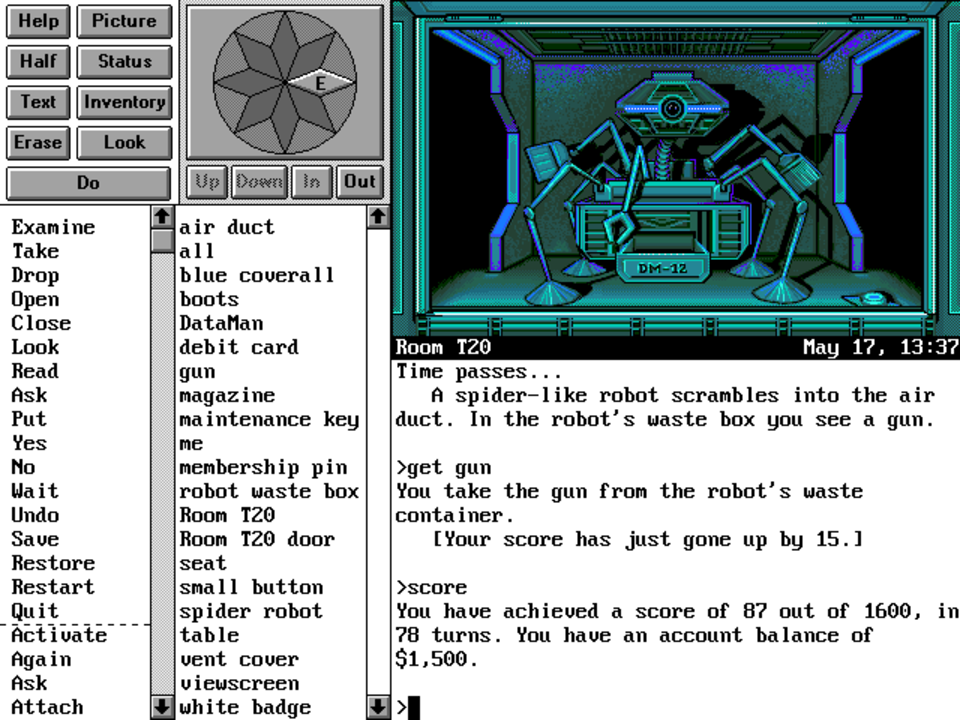 Help Picture
Half Status
Text Inventory
Erase Look
Do
E
Up Down In Out
Examine
Take
Drop
Open
Close
Look
Read
Ask
Put
Yes
No
Wait
Undo
Save
Restore
Restart
Quit
Activate
Again
Ask
Attach
air duct
all
blue coverall
boots
DataMan
debit card
gun
magazine
maintenance key
me
membership pin
robot waste box
Room T20
Room T20 door
seat
small button
spider robot
table
vent cover
viewscreen
white badge
DM-12
Room T20 May 17, 13:37
Time passes...
A spider-like robot scrambles into the air
duct. In the robot's waste box you see a gun.
>get gun
You take the gun from the robot's waste
container.
[Your score has just gone up by 15.]
>score
You have achieved a score of 87 out of 1600, in
78 turns. You have an account balance of
$1,500.
>